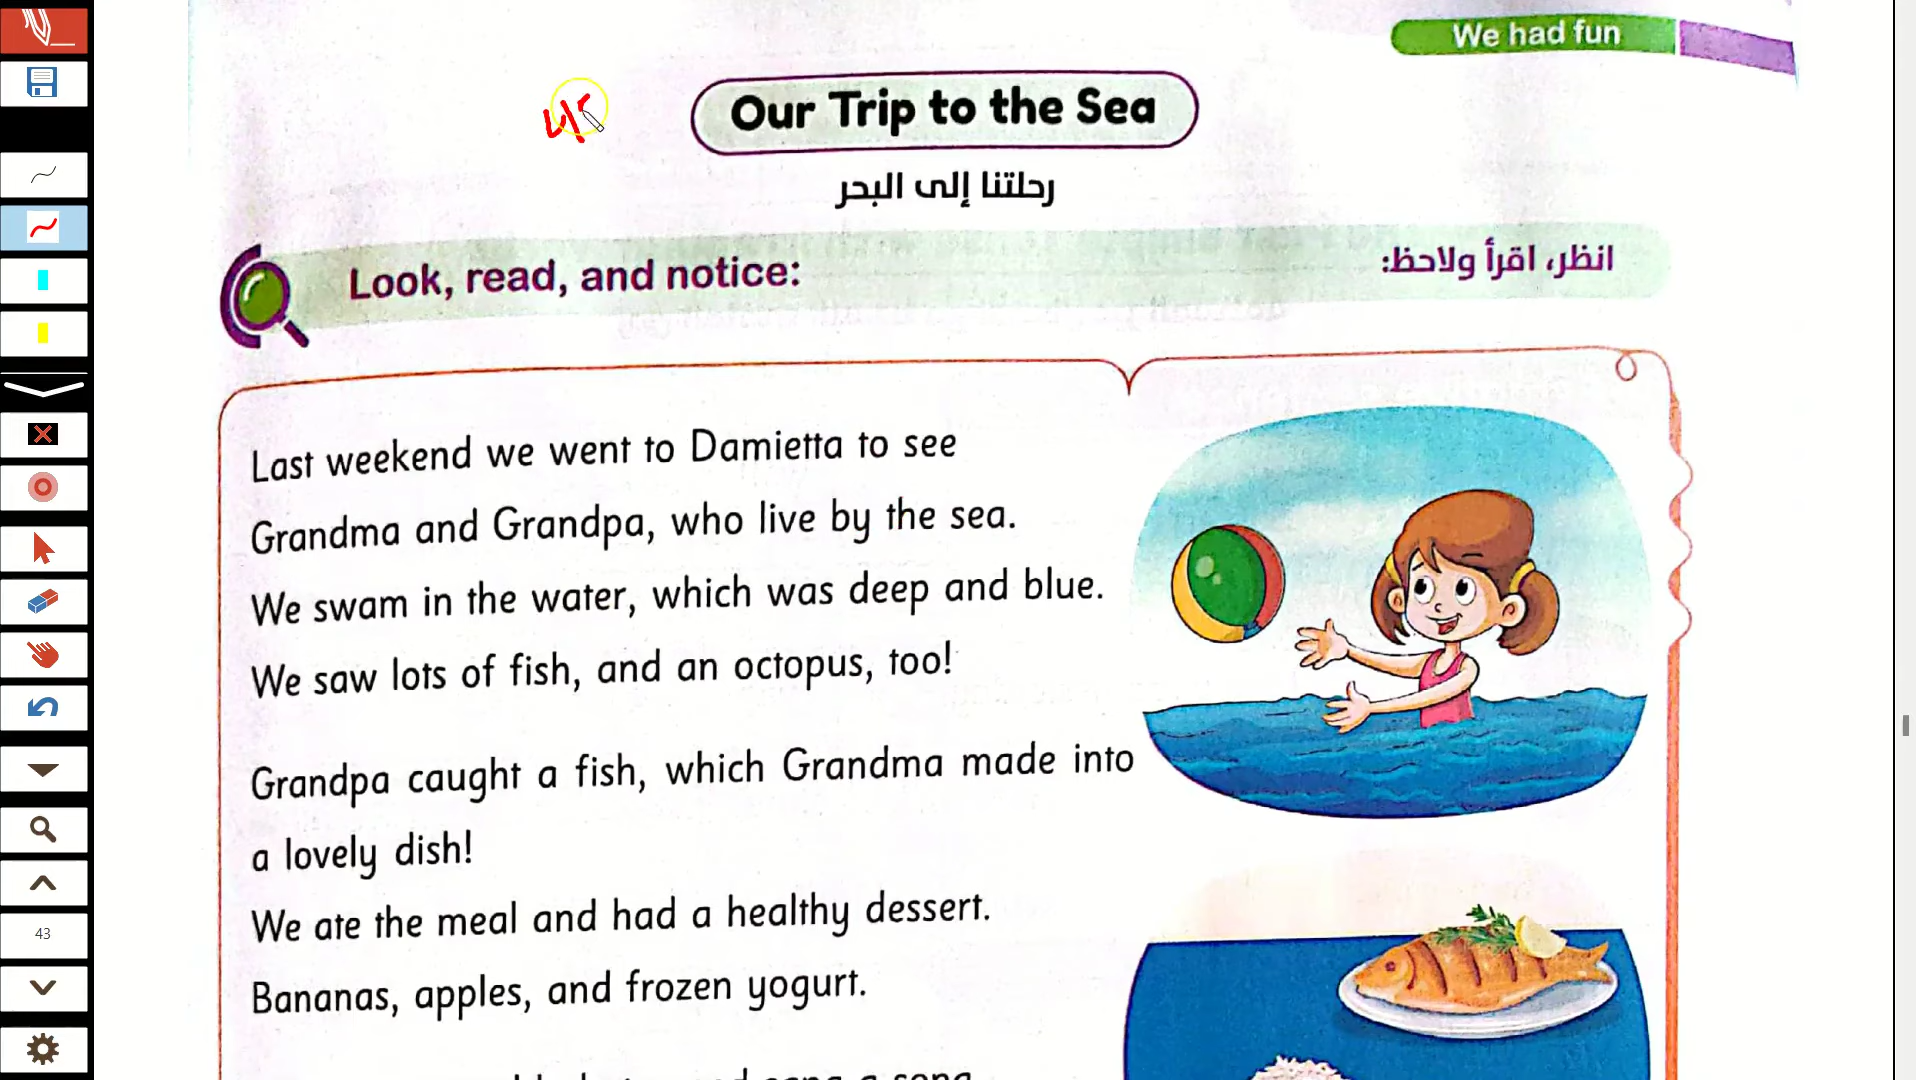 We had fun
Our Trip to the Sea
رحلتنا إلى البحر
Look, read, and notice:
انظر، اقرأ ولاحظ:
Last weekend we went to Damietta to see
Grandma and Grandpa, who live by the sea.
We swam in the water, which was deep and blue.
We saw lots of fish, and an octopus, too!
Grandpa caught a fish, which Grandma made into
a lovely dish!
We ate the meal and had a healthy dessert.
Bananas, apples, and frozen yogurt.
and sang a song
43